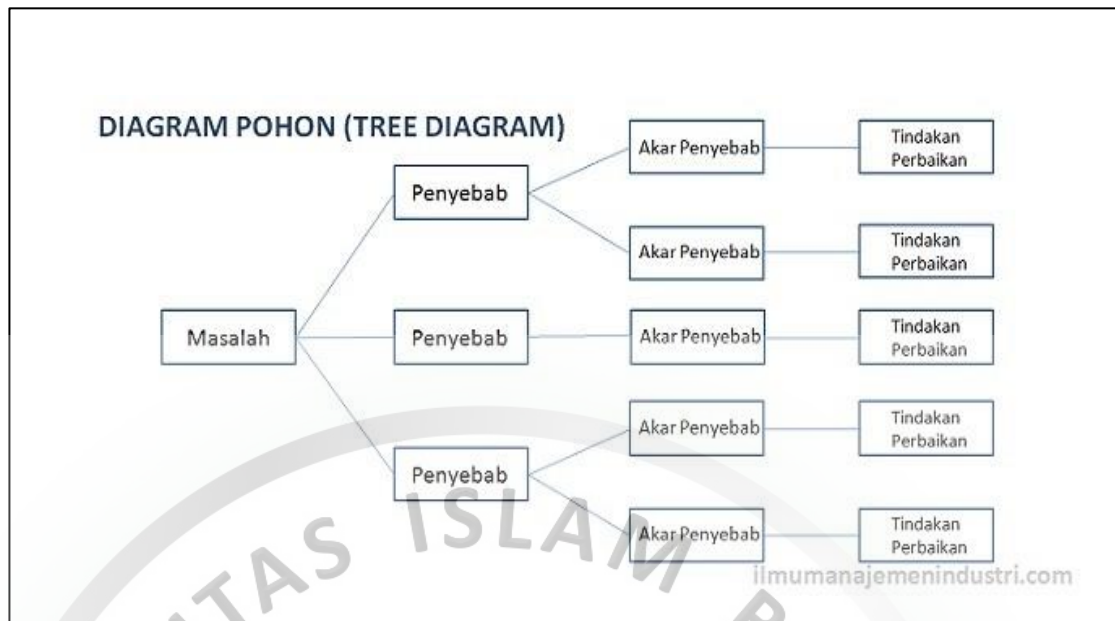 DIAGRAM POHON (TREE DIAGRAM)
Akar Penyebab
Tindakan
Perbaikan
Penyebab
Akar Penyebab
Tindakan
Perbaikan
Masalah
Penyebab
Akar Penyebab
Tindakan
Perbaikan
Akar Penyebab
Tindakan
Perbaikan
Penyebab
Akar Penyebab
Tindakan
Perbaikan
ilmumanajemenindustri.com
ISLAM